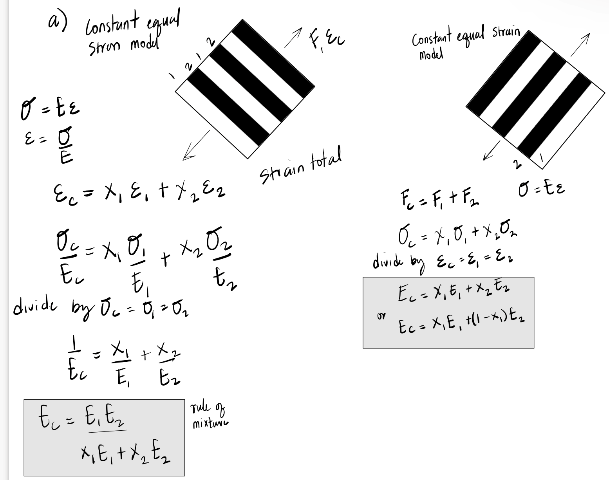 a) Constant equal
strain model
1 2 1 2
F, εc
σ = Eε
ε = σ/E
Strain total
εc = x₁ε₁ + x₂ε₂
σc/Ec = x₁ σ₁/E₁ + x₂ σ₂/E₂
divide by σc = σ₁ = σ₂
1/Ec = x₁/E₁ + x₂/E₂
Ec = E₁E₂/(x₁E₁ + x₂E₂)
rule of
mixture
Constant equal strain
model
2 1
Fc = F₁ + F₂
σ = Eε
σc = x₁σ₁ + x₂σ₂
divide by εc = ε₁ = ε₂
Ec = x₁E₁ + x₂E₂
or
Ec = x₁E₁ + (1-x₁)E₂